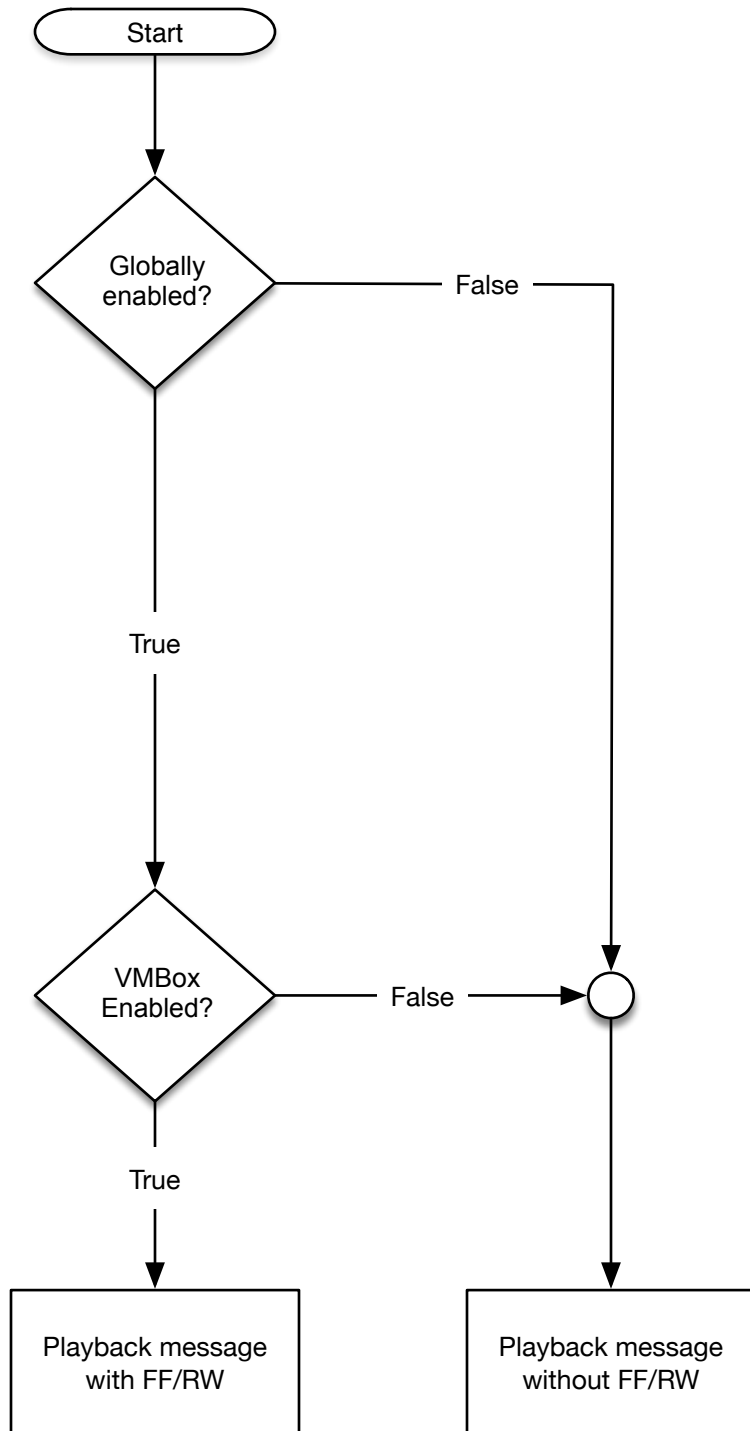 Start
Globally
enabled?
False
True
VMBox
Enabled?
False
True
Playback message
with FF/RW
Playback message
without FF/RW